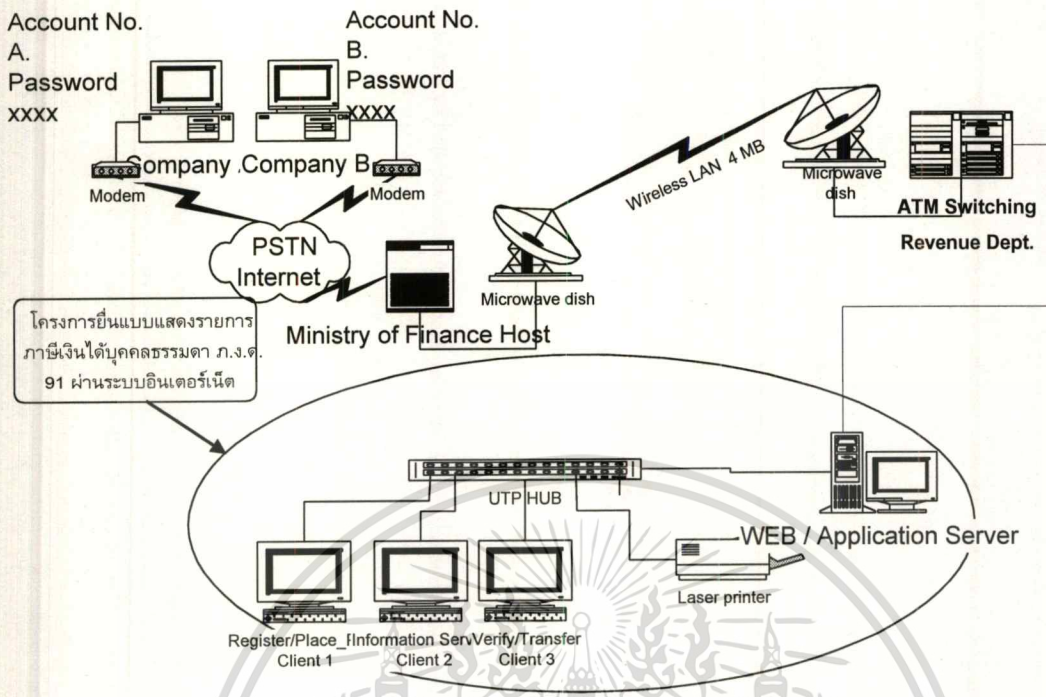 Account No.
A.
Password
xxxx
Account No.
B.
Password
xxxx
Company
Company B
Modem
Modem
PSTN
Internet
Ministry of Finance Host
Microwave dish
Wireless LAN 4 MB
Microwave
dish
ATM Switching
Revenue Dept.
โครงการยื่นแบบแสดงรายการ
ภาษีเงินได้บุคคลธรรมดา ภ.ง.ด.
91 ผ่านระบบอินเตอร์เน็ต
UTP HUB
WEB / Application Server
Laser printer
Register/Place_
Client 1
Information Serv
Client 2
Verify/Transfer
Client 3